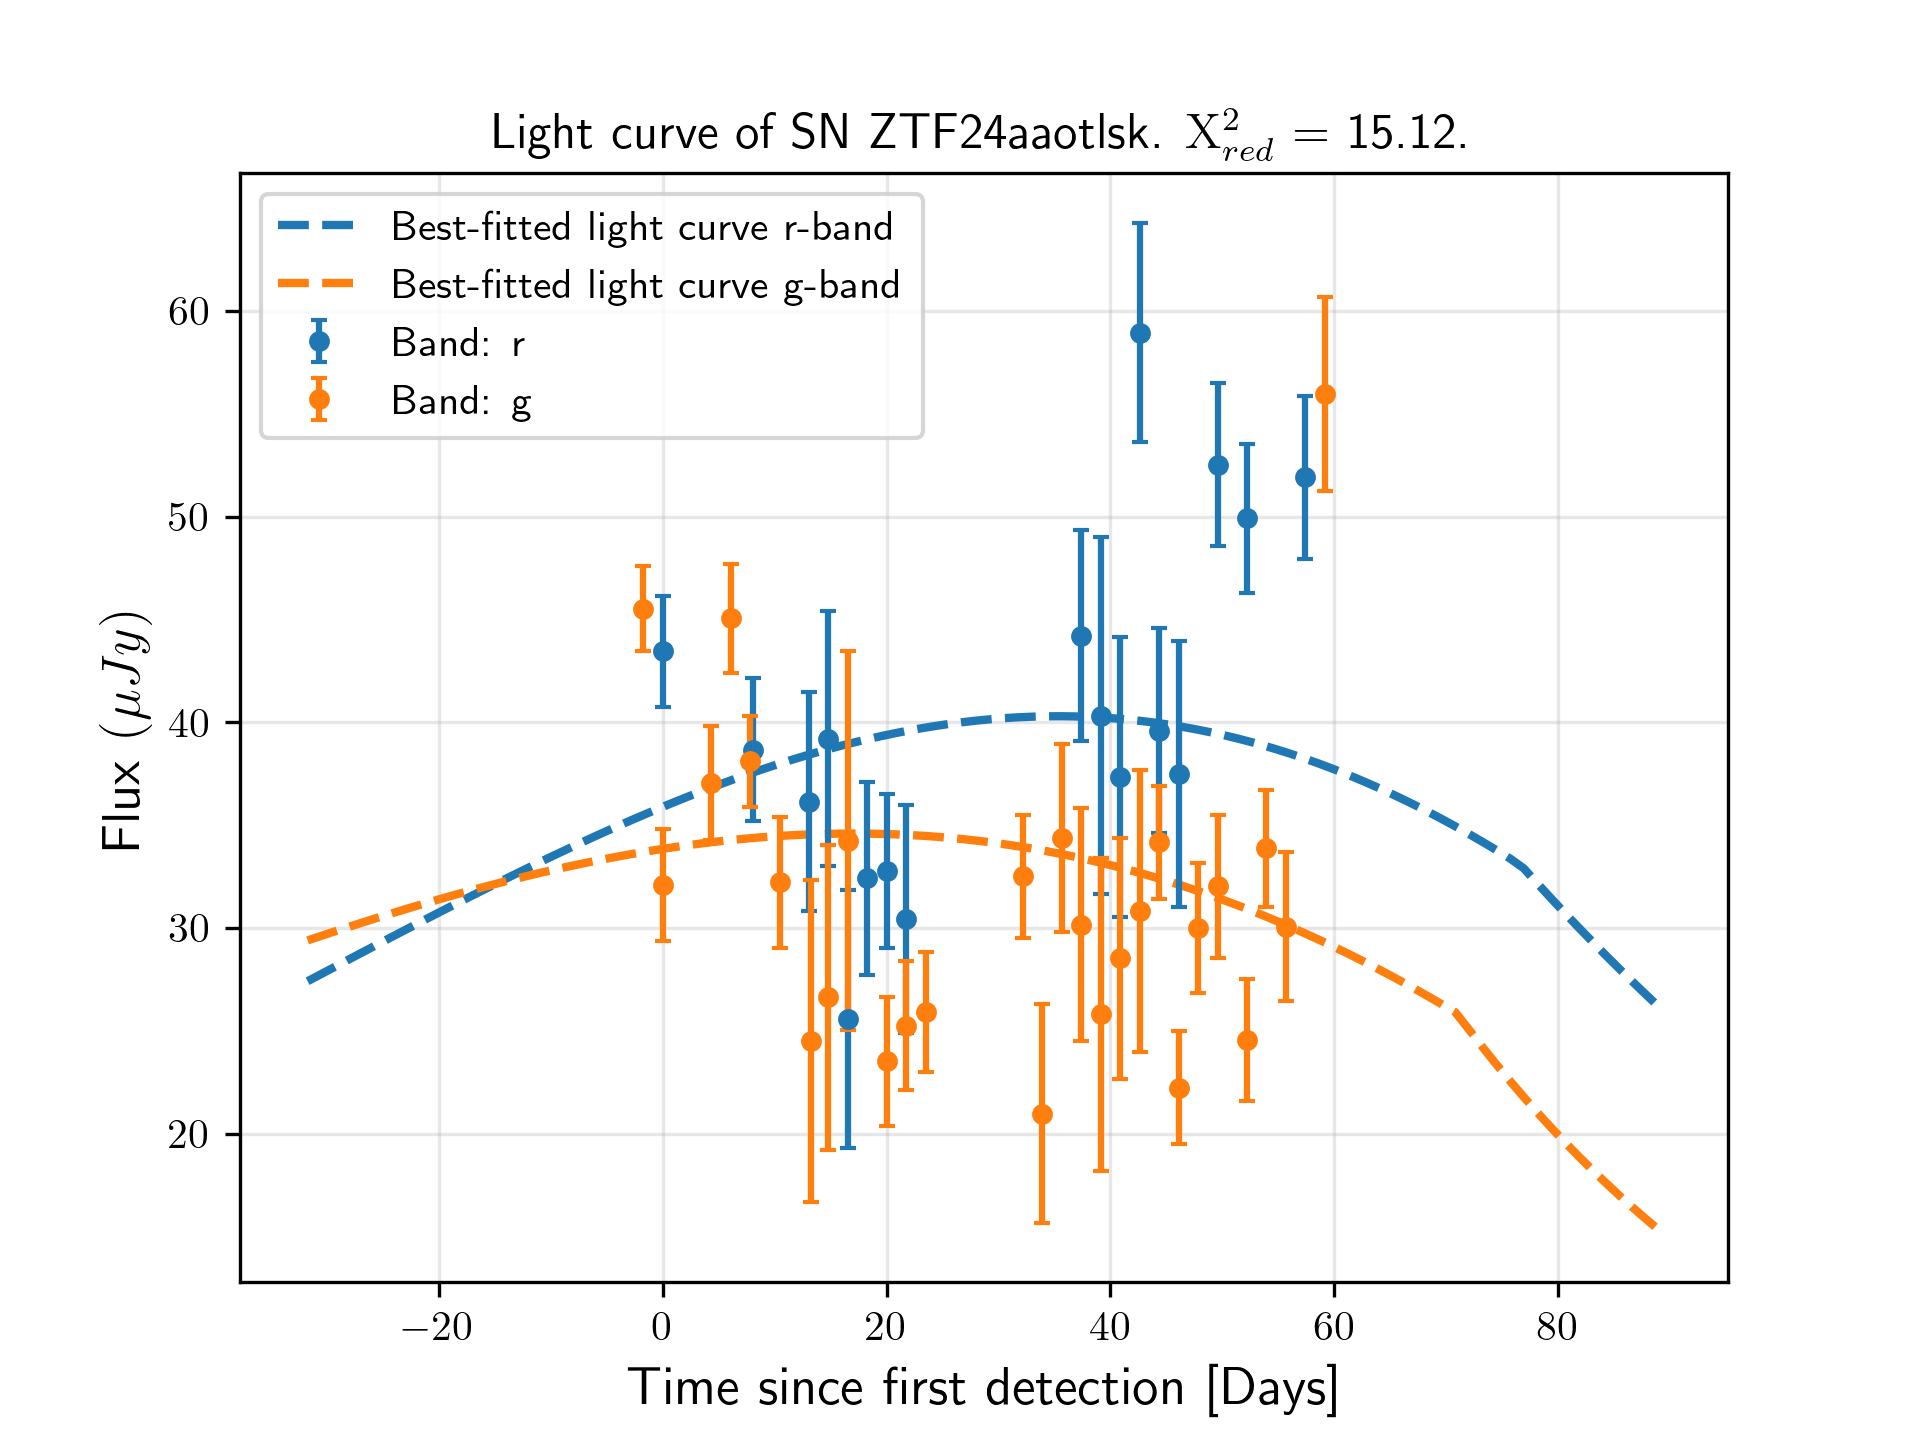 Light curve of SN ZTF24aaotlsk. X²_red = 15.12.
Best-fitted light curve r-band
Best-fitted light curve g-band
Band: r
Band: g
Flux (μJy)
60
50
40
30
20
−20 0 20 40 60 80
Time since first detection [Days]